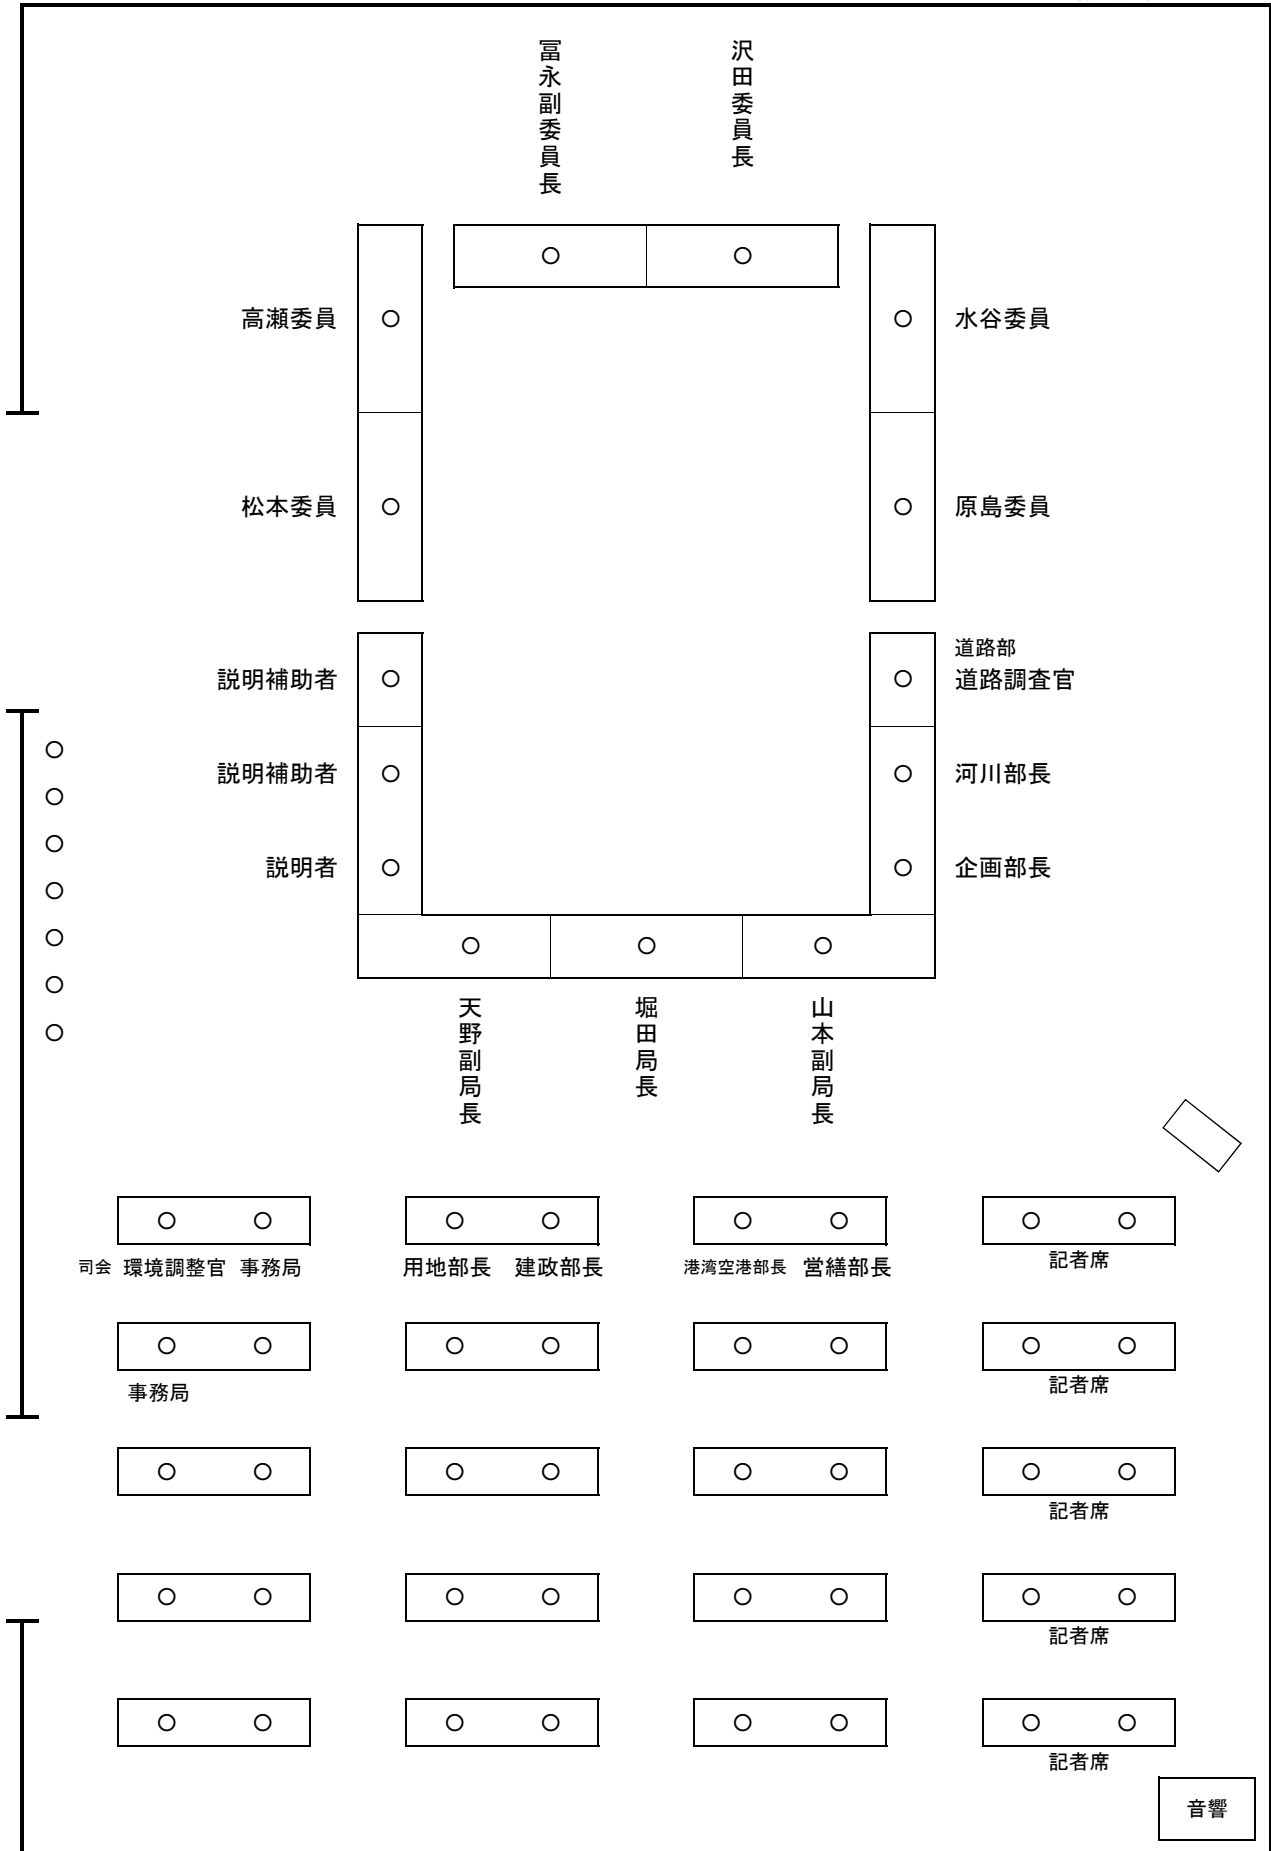 冨永副委員長
沢田委員長
高瀬委員
水谷委員
松本委員
原島委員
道路部
説明補助者
道路調査官
説明補助者
河川部長
説明者
企画部長
天野副局長
堀田局長
山本副局長
司会 環境調整官 事務局
用地部長 建政部長
港湾空港部長 営繕部長
記者席
事務局
記者席
記者席
記者席
記者席
音響